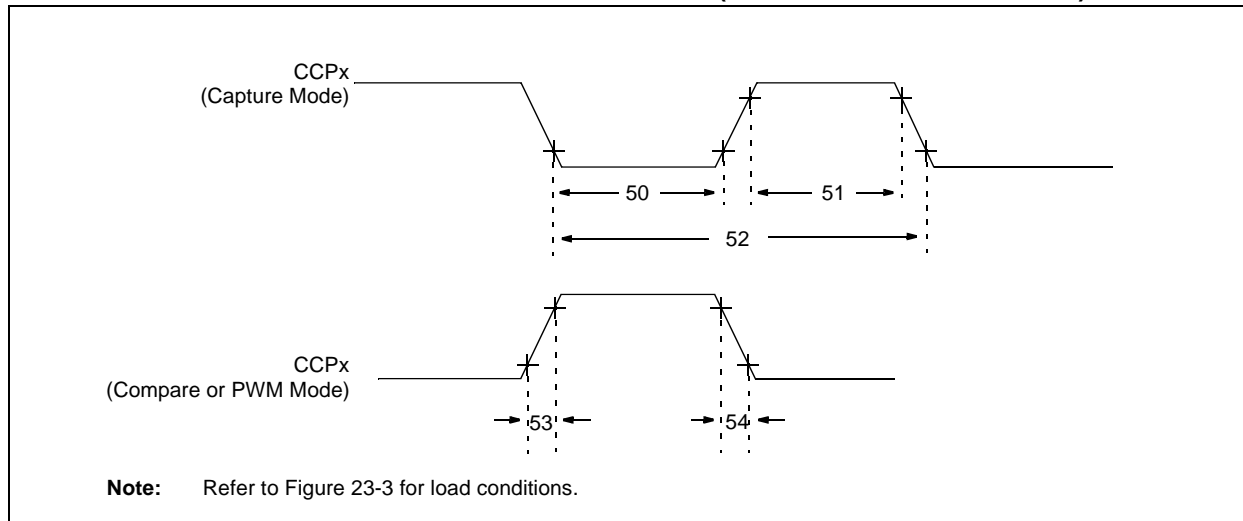 CCPx
(Capture Mode)
50
51
52
CCPx
(Compare or PWM Mode)
53
54
Note: Refer to Figure 23-3 for load conditions.